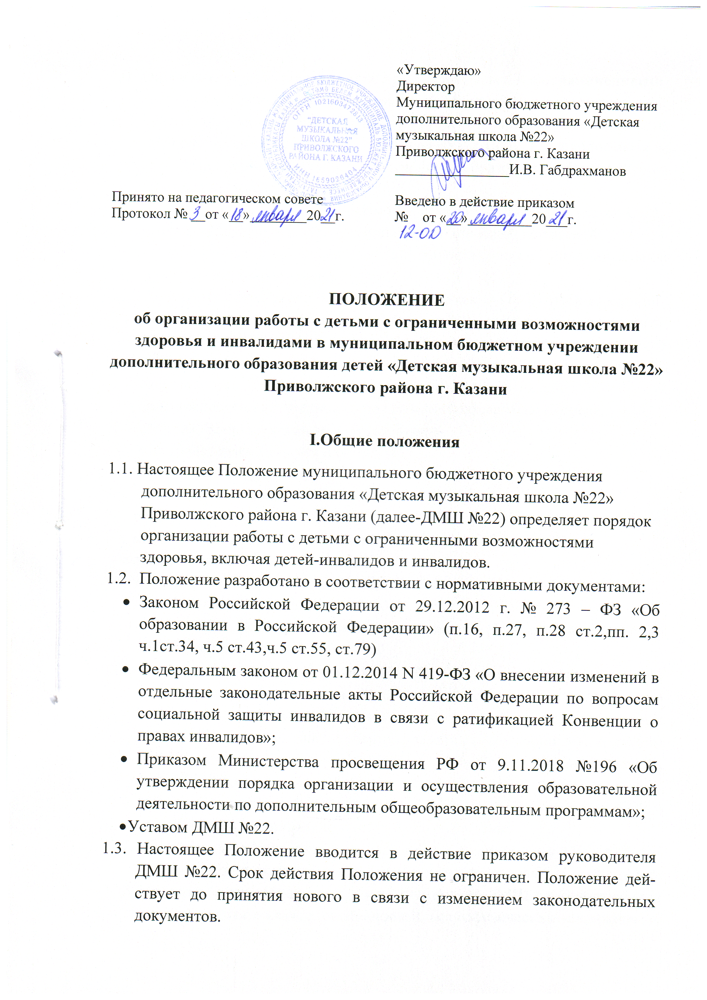 «Утверждаю»
Директор
Муниципального бюджетного учреждения
дополнительного образования «Детская
музыкальная школа №22»
Приволжского района г. Казани
И.В. Габдрахманов
ОГРН 1021603472813
"ДЕТСКАЯ
МУЗЫКАЛЬНАЯ
ШКОЛА №22"
ПРИВОЛЖСКОГО
РАЙОНА Г. КАЗАНИ
ИНН 1659026404
Принято на педагогическом совете
Протокол № 3 от «18» января 2021 г.
Введено в действие приказом
№ от «20» января 2021 г.
12-ОД
ПОЛОЖЕНИЕ
об организации работы с детьми с ограниченными возможностями
здоровья и инвалидами в муниципальном бюджетном учреждении
дополнительного образования детей «Детская музыкальная школа №22»
Приволжского района г. Казани
I.Общие положения
1.1. Настоящее Положение муниципального бюджетного учреждения
дополнительного образования «Детская музыкальная школа №22»
Приволжского района г. Казани (далее-ДМШ №22) определяет порядок
организации работы с детьми с ограниченными возможностями
здоровья, включая детей-инвалидов и инвалидов.
1.2. Положение разработано в соответствии с нормативными документами:
• Законом Российской Федерации от 29.12.2012 г. № 273 – ФЗ «Об
образовании в Российской Федерации» (п.16, п.27, п.28 ст.2,пп. 2,3
ч.1ст.34, ч.5 ст.43,ч.5 ст.55, ст.79)
• Федеральным законом от 01.12.2014 N 419-ФЗ «О внесении изменений в
отдельные законодательные акты Российской Федерации по вопросам
социальной защиты инвалидов в связи с ратификацией Конвенции о
правах инвалидов»;
• Приказом Министерства просвещения РФ от 9.11.2018 №196 «Об
утверждении порядка организации и осуществления образовательной
деятельности по дополнительным общеобразовательным программам»;
•Уставом ДМШ №22.
1.3. Настоящее Положение вводится в действие приказом руководителя
ДМШ №22. Срок действия Положения не ограничен. Положение дей-
ствует до принятия нового в связи с изменением законодательных
документов.